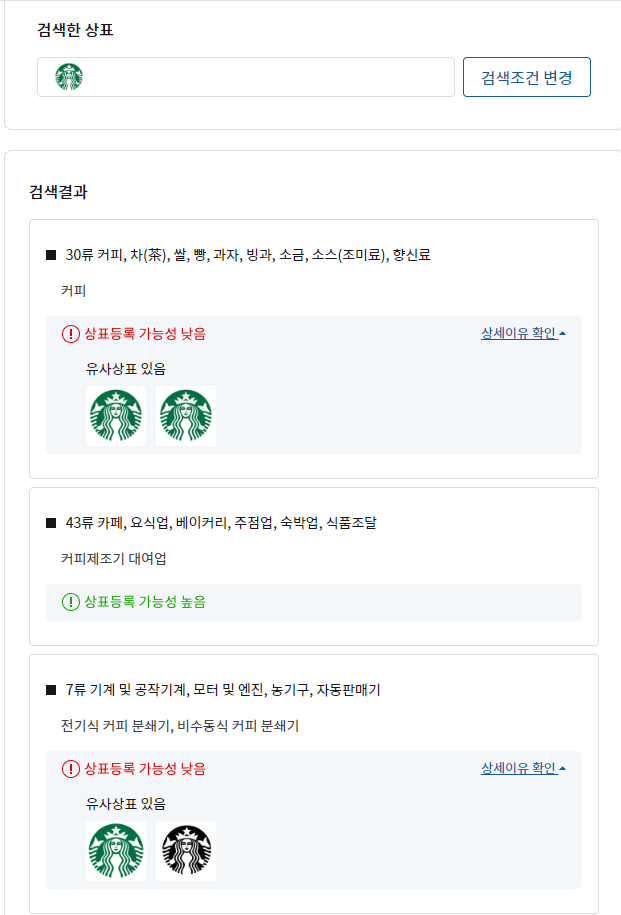 검색한 상표
검색조건 변경
검색결과
30류 커피, 차(茶), 쌀, 빵, 과자, 빙과, 소금, 소스(조미료), 향신료
커피
상표등록 가능성 낮음
상세이유 확인
유사상표 있음
43류 카페, 요식업, 베이커리, 주점업, 숙박업, 식품조달
커피제조기 대여업
상표등록 가능성 높음
7류 기계 및 공작기계, 모터 및 엔진, 농기구, 자동판매기
전기식 커피 분쇄기, 비수동식 커피 분쇄기
상표등록 가능성 낮음
상세이유 확인
유사상표 있음